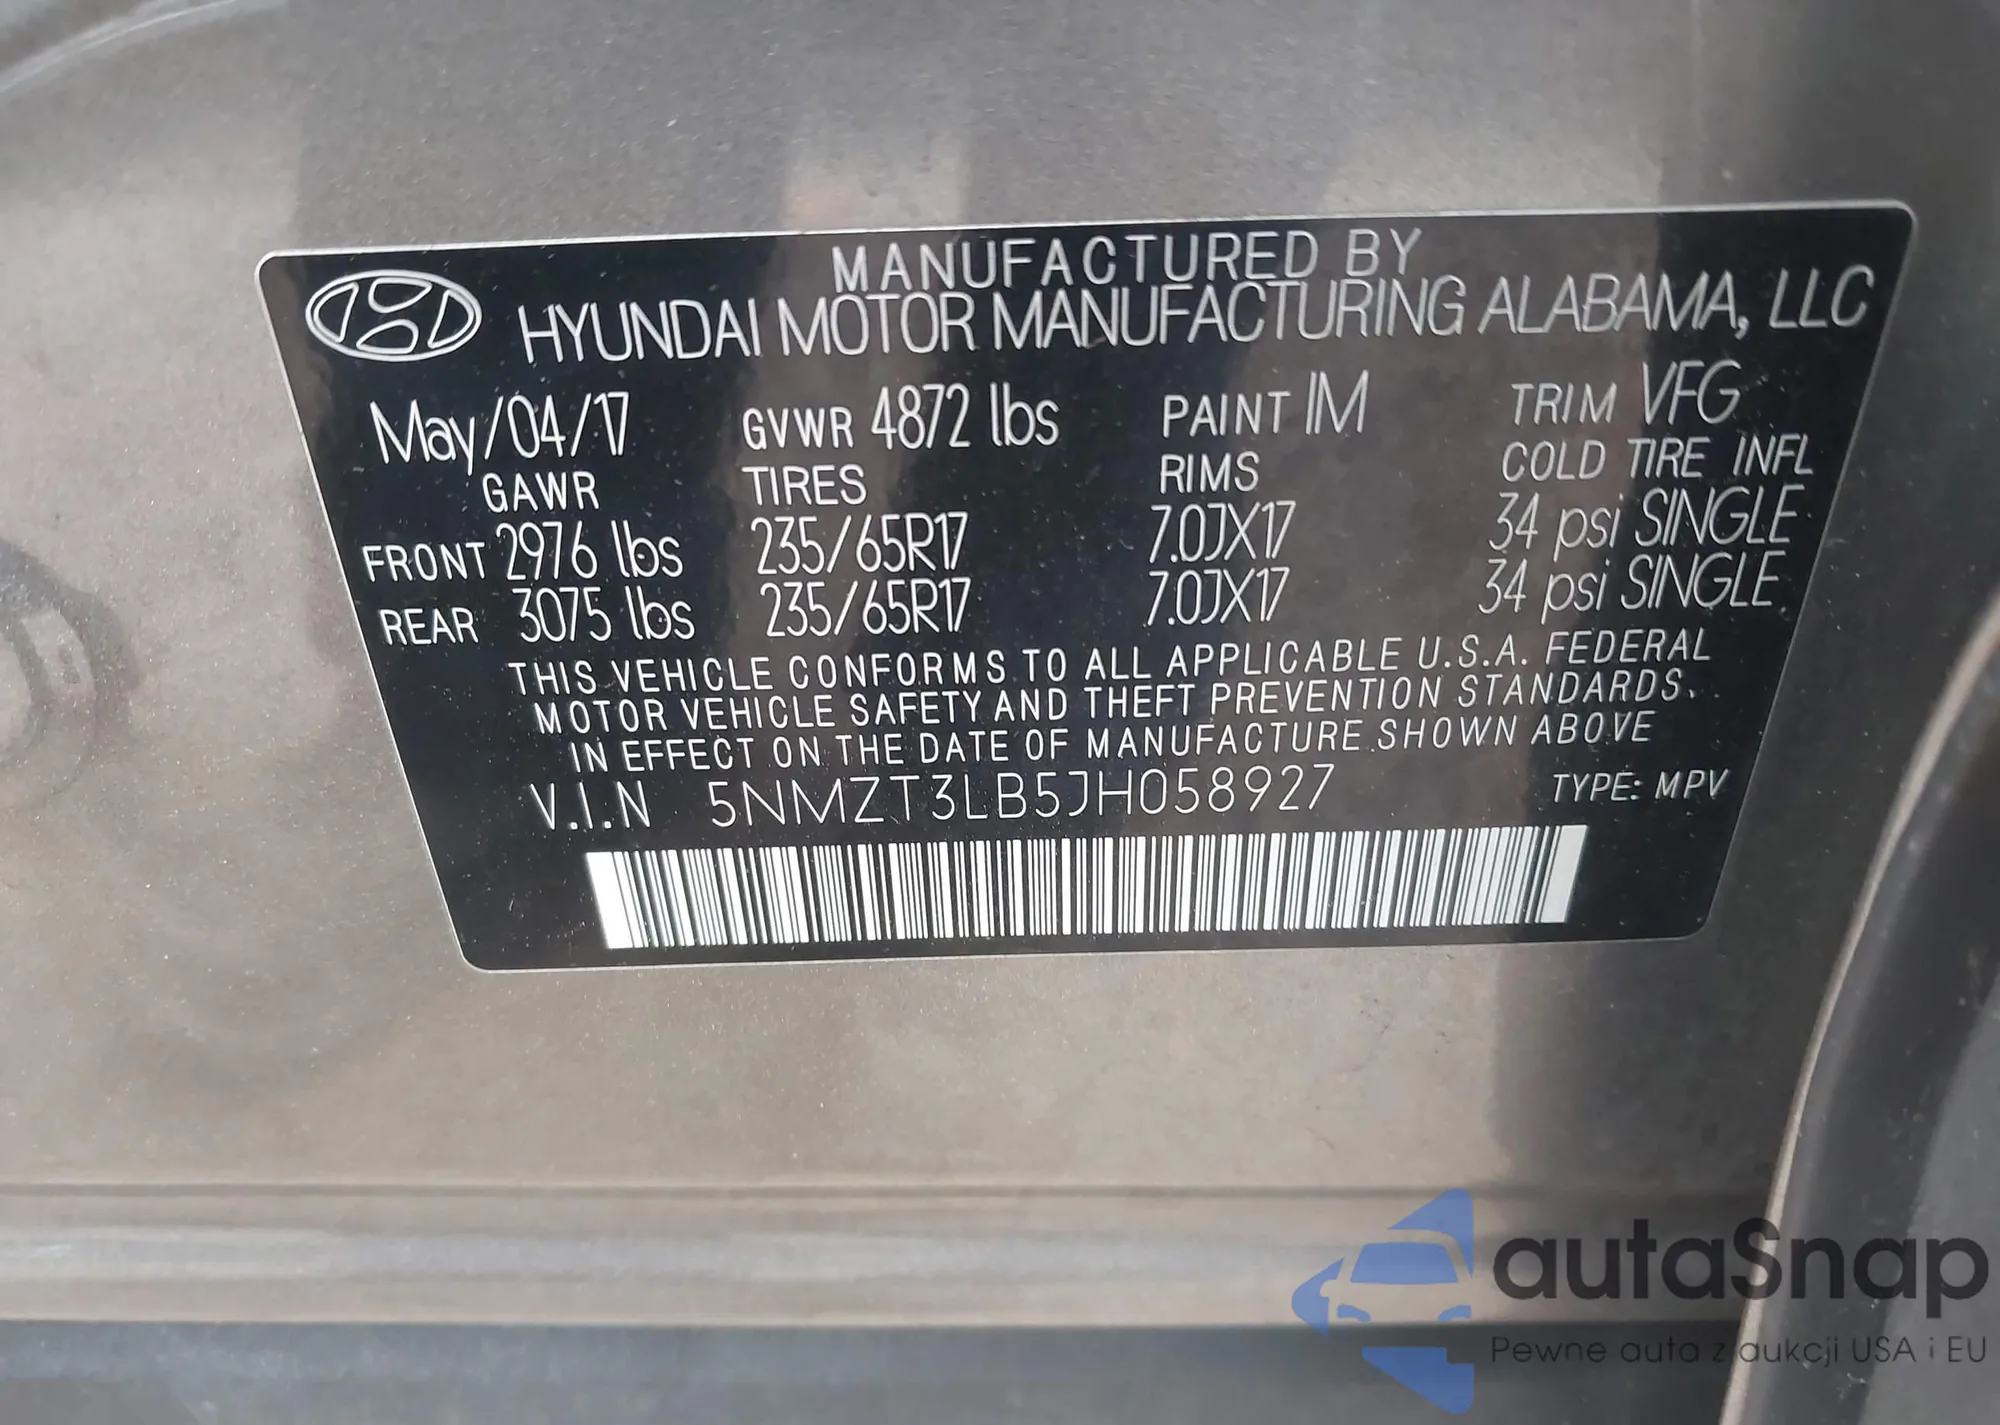 MANUFACTURED BY
HYUNDAI MOTOR MANUFACTURING ALABAMA, LLC
May/04/17 GVWR 4872 lbs PAINT IM TRIM VFG
GAWR TIRES RIMS COLD TIRE INFL
FRONT 2976 lbs 235/65R17 7.0JX17 34 psi SINGLE
REAR 3075 lbs 235/65R17 7.0JX17 34 psi SINGLE
THIS VEHICLE CONFORMS TO ALL APPLICABLE U.S.A. FEDERAL
MOTOR VEHICLE SAFETY AND THEFT PREVENTION STANDARDS.
IN EFFECT ON THE DATE OF MANUFACTURE SHOWN ABOVE
V.I.N 5NMZT3LB5JH058927 TYPE: MPV
autaSnap
Pewne auta z aukcji USA i EU